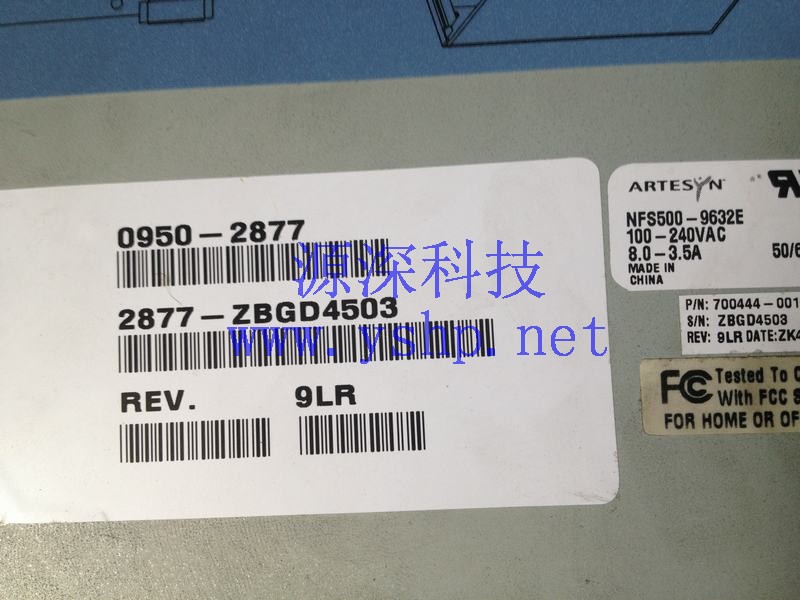 0950-2877
源深科技
2877-ZBGD4503
www.yshp.net
REV. 9LR
ARTESYN
NFS500-9632E
100-240VAC
8.0-3.5A 50/6
MADE IN
CHINA
P/N: 700444-001
S/N: ZBGD4503
REV: 9LR DATE:ZK4
FC Tested To C
With FCC S
FOR HOME OR OF